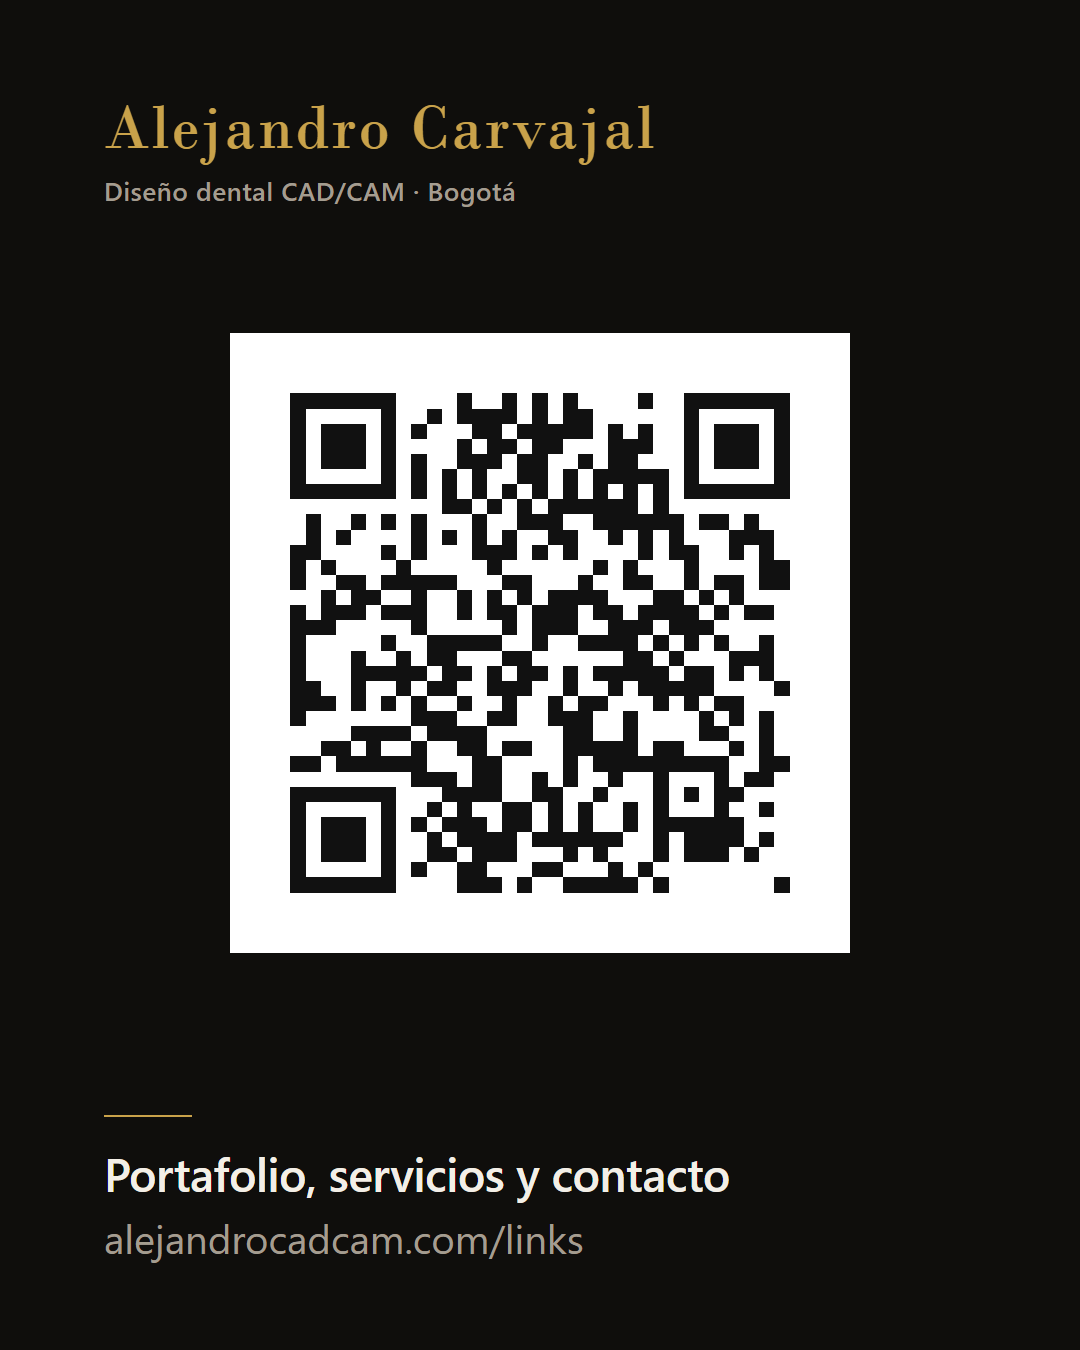 Alejandro Carvajal
Diseño dental CAD/CAM · Bogotá
Portafolio, servicios y contacto
alejandrocadcam.com/links